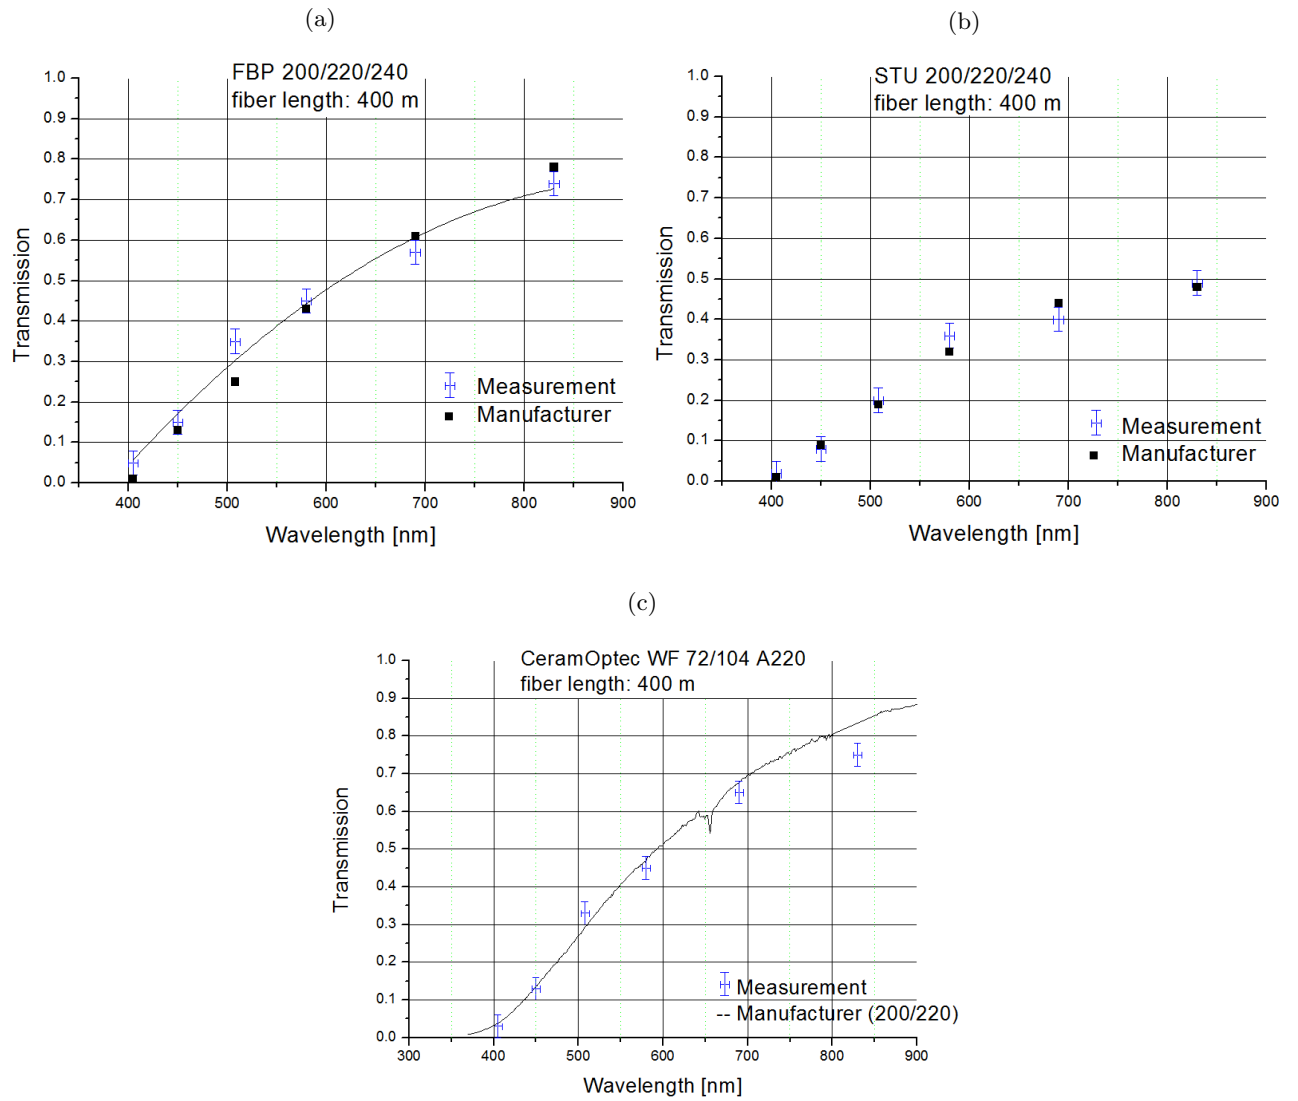 (a)
FBP 200/220/240
fiber length: 400 m
1.0
0.9
0.8
0.7
0.6
0.5
0.4
0.3
0.2
0.1
0.0
Transmission
Measurement
Manufacturer
400 500 600 700 800 900
Wavelength [nm]
(b)
STU 200/220/240
fiber length: 400 m
1.0
0.9
0.8
0.7
0.6
0.5
0.4
0.3
0.2
0.1
0.0
Transmission
Measurement
Manufacturer
400 500 600 700 800 900
Wavelength [nm]
(c)
CeramOptec WF 72/104 A220
fiber length: 400 m
1.0
0.9
0.8
0.7
0.6
0.5
0.4
0.3
0.2
0.1
0.0
Transmission
Measurement
-- Manufacturer (200/220)
300 400 500 600 700 800 900
Wavelength [nm]